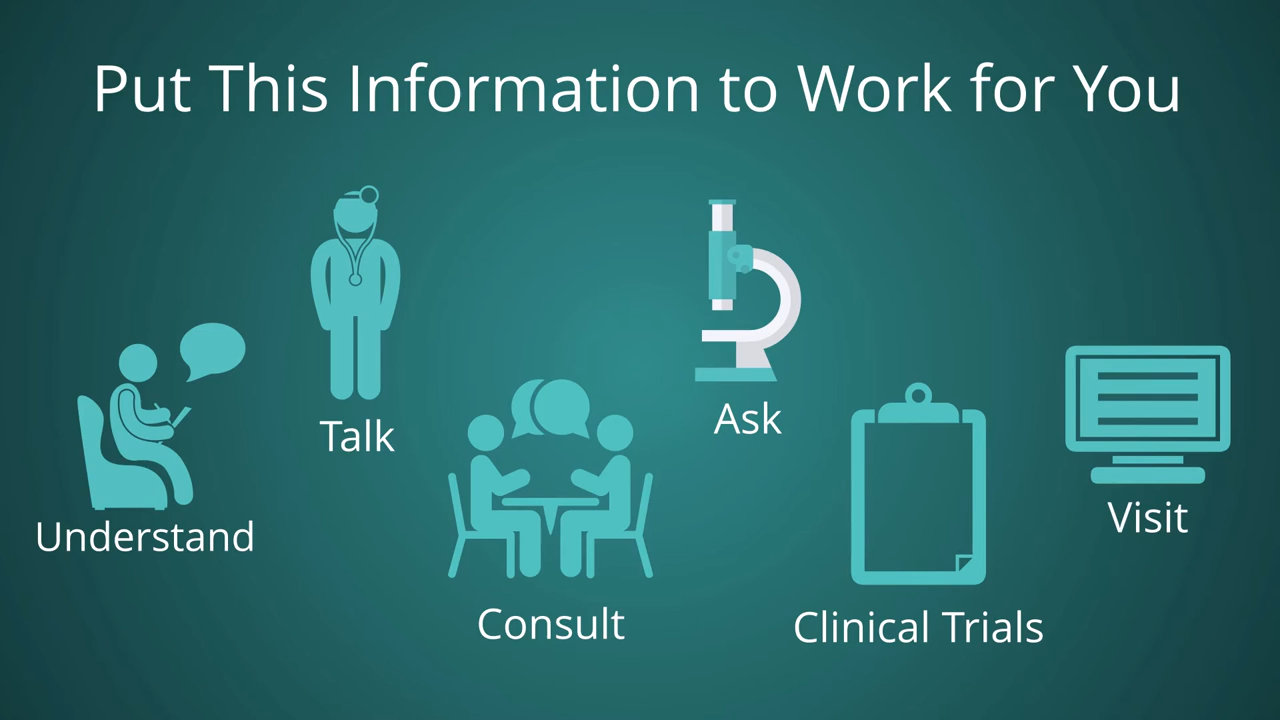 Put This Information to Work for You
Understand
Talk
Consult
Ask
Clinical Trials
Visit